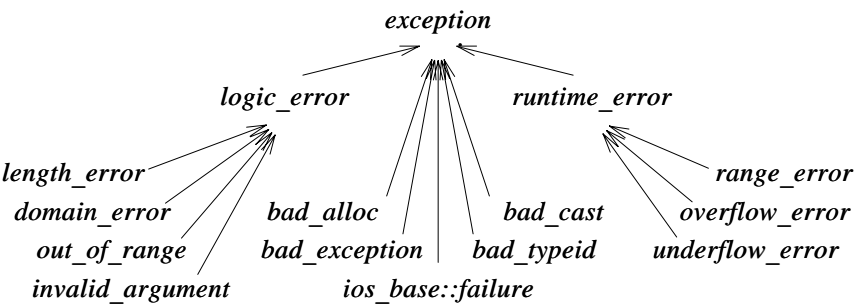 exception
logic_error runtime_error
length_error range_error
domain_error bad_alloc bad_cast overflow_error
out_of_range bad_exception bad_typeid underflow_error
invalid_argument ios_base::failure